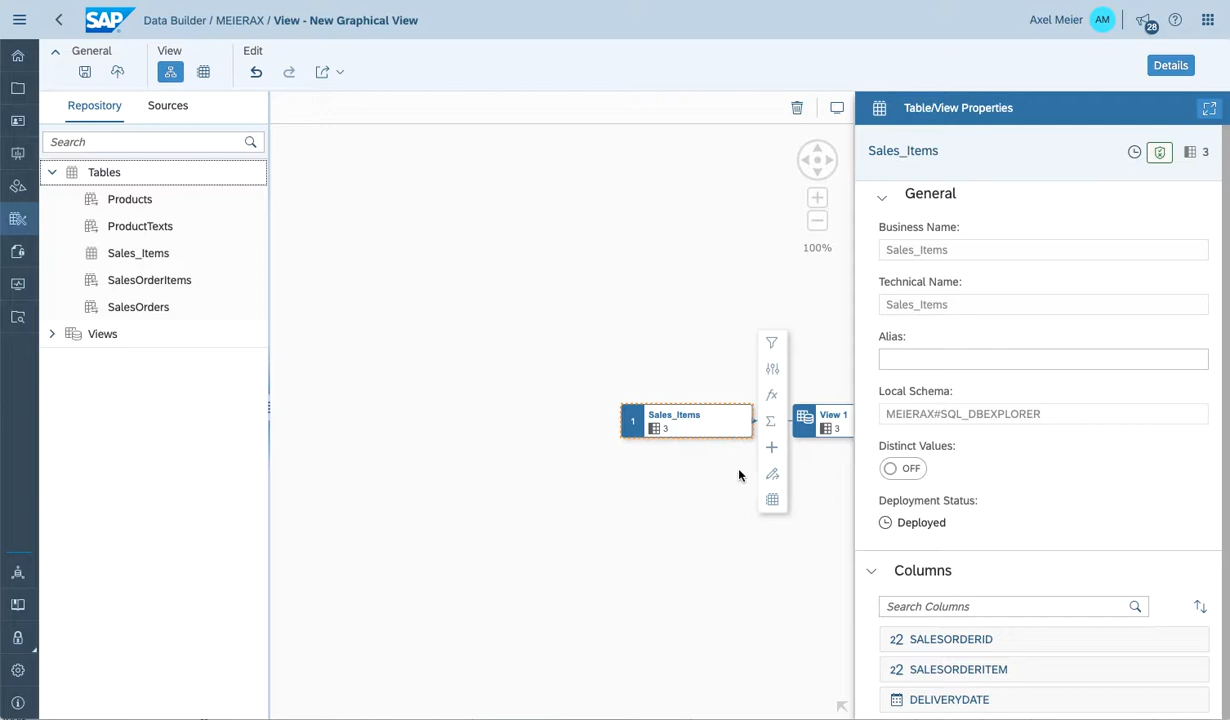 SAP
Data Builder / MEIERAX / View - New Graphical View
Axel Meier
AM
28
General
View
Edit
Details
Repository
Sources
Search
Tables
Products
ProductTexts
Sales_Items
SalesOrderItems
SalesOrders
Views
100%
1
Sales_Items
3
fx
Σ
View 1
3
Table/View Properties
Sales_Items
3
General
Business Name:
Sales_Items
Technical Name:
Sales_Items
Alias:
Local Schema:
MEIERAX#SQL_DBEXPLORER
Distinct Values:
OFF
Deployment Status:
Deployed
Columns
Search Columns
SALESORDERID
SALESORDERITEM
DELIVERYDATE